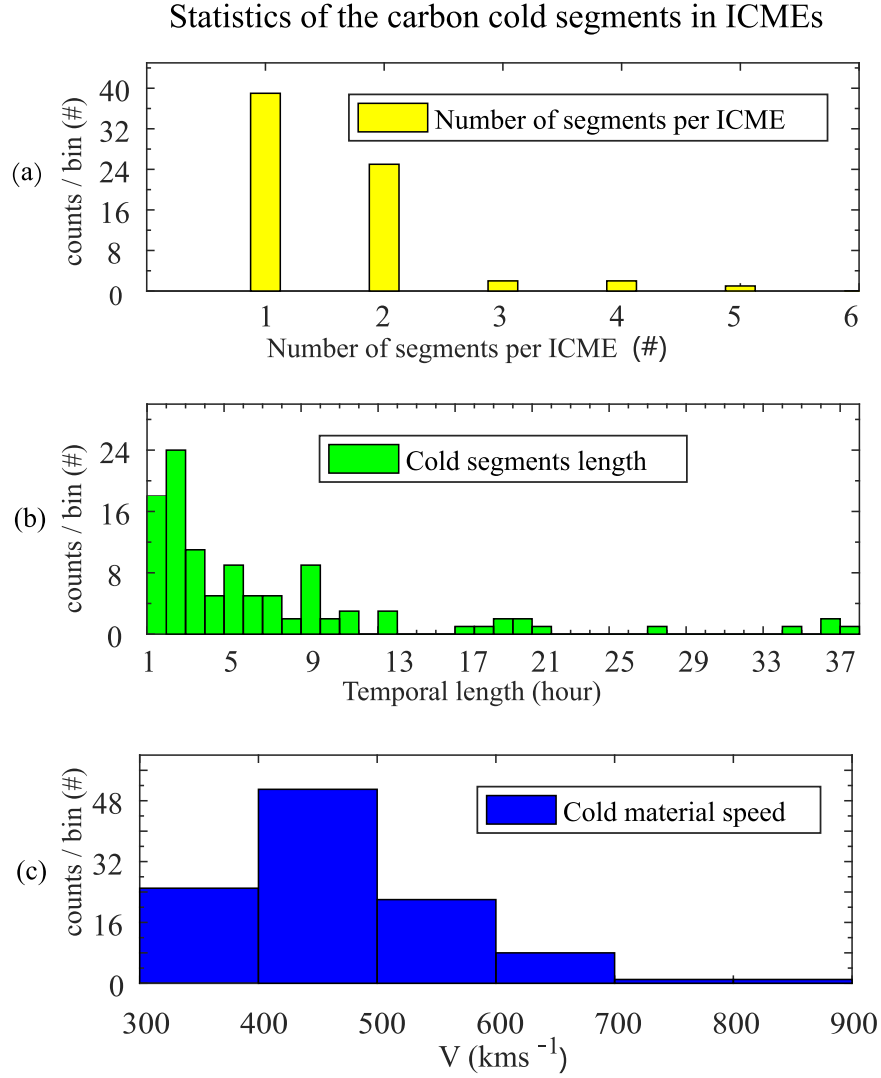 Statistics of the carbon cold segments in ICMEs
(a)
counts / bin (#)
40
32
24
16
8
0
Number of segments per ICME
1 2 3 4 5 6
Number of segments per ICME (#)
(b)
counts / bin (#)
24
16
8
0
Cold segments length
1 5 9 13 17 21 25 29 33 37
Temporal length (hour)
(c)
counts / bin (#)
48
32
16
0
Cold material speed
300 400 500 600 700 800 900
V (kms -1)